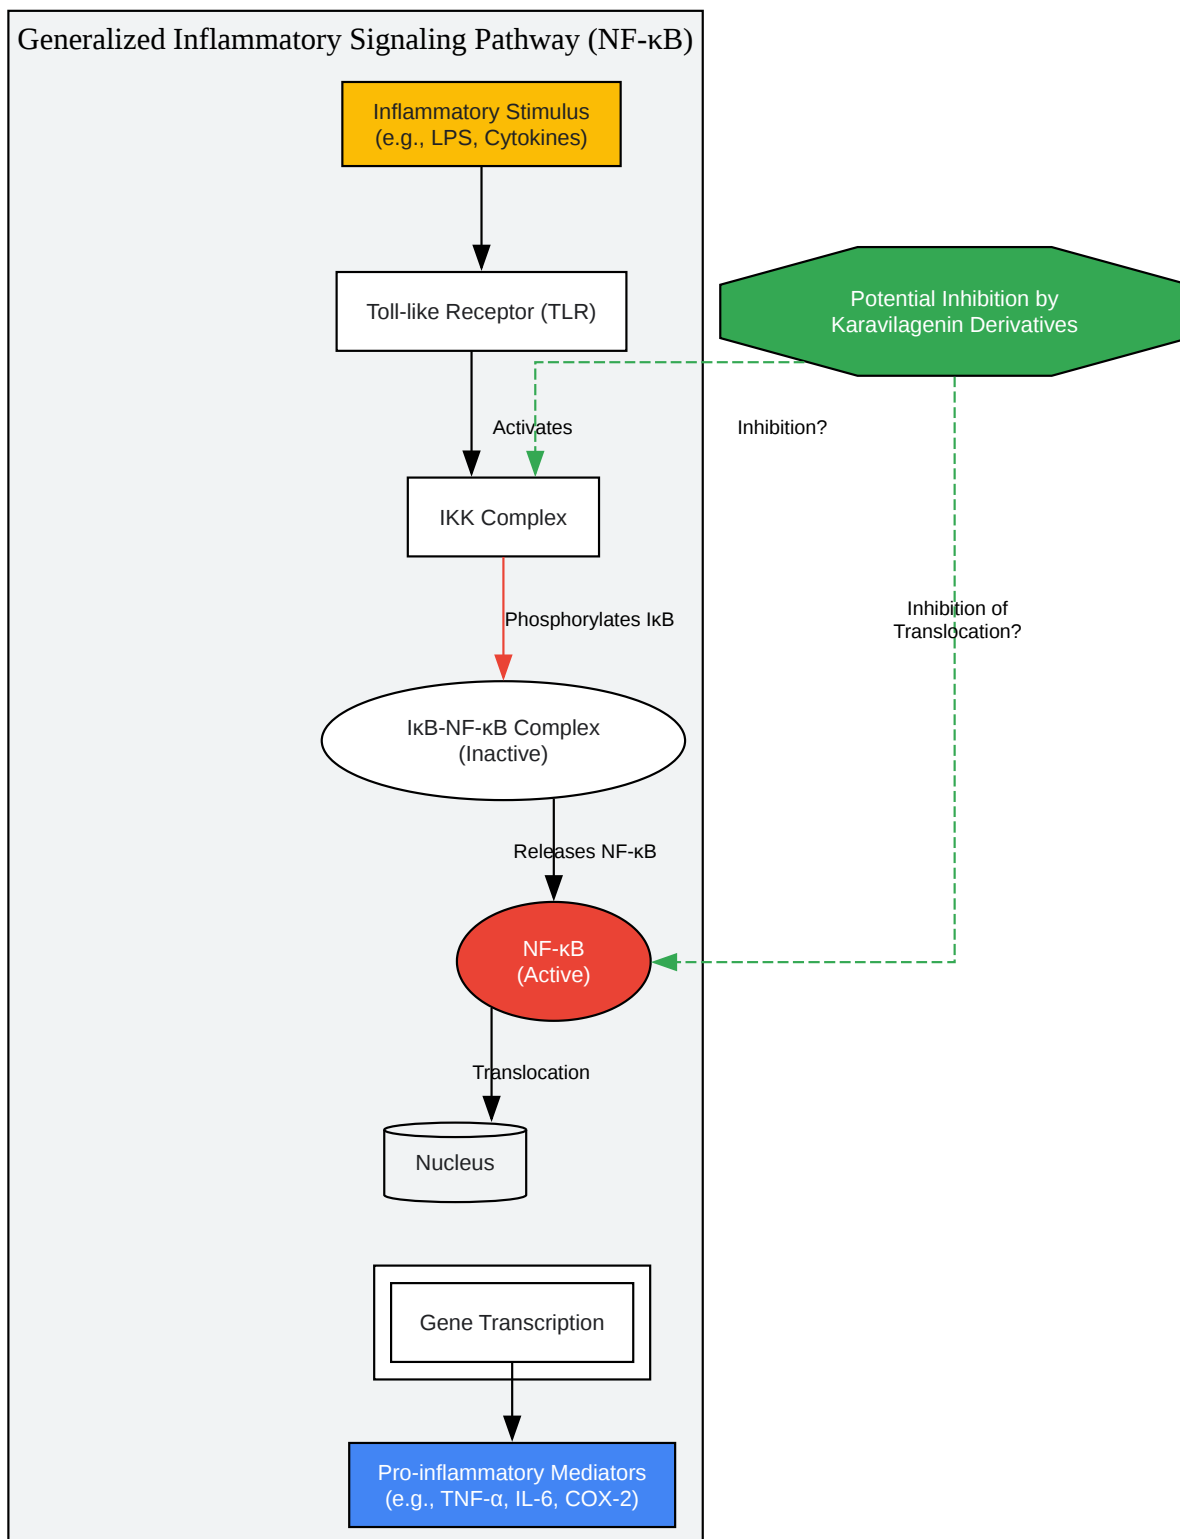 Generalized Inflammatory Signaling Pathway (NF-κB)
Inflammatory Stimulus
(e.g., LPS, Cytokines)
Toll-like Receptor (TLR)
Potential Inhibition by
Karavilagenin Derivatives
Activates
Inhibition?
IKK Complex
Phosphorylates IκB
Inhibition of
Translocation?
IκB-NF-κB Complex
(Inactive)
Releases NF-κB
NF-κB
(Active)
Translocation
Nucleus
Gene Transcription
Pro-inflammatory Mediators
(e.g., TNF-α, IL-6, COX-2)